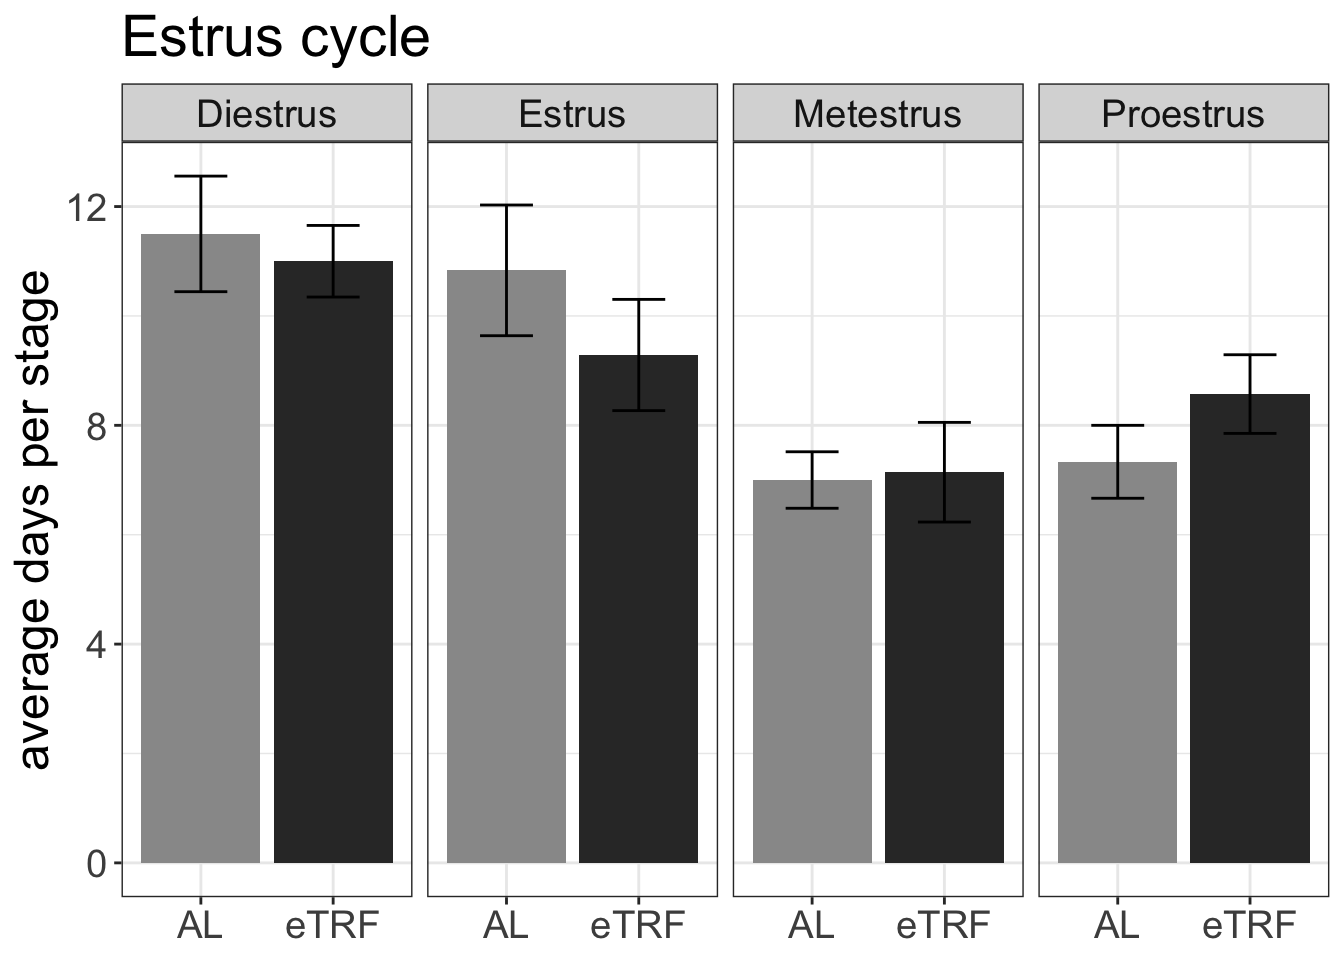 Estrus cycle
Diestrus
Estrus
Metestrus
Proestrus
average days per stage
12
8
4
0
AL eTRF AL eTRF AL eTRF AL eTRF